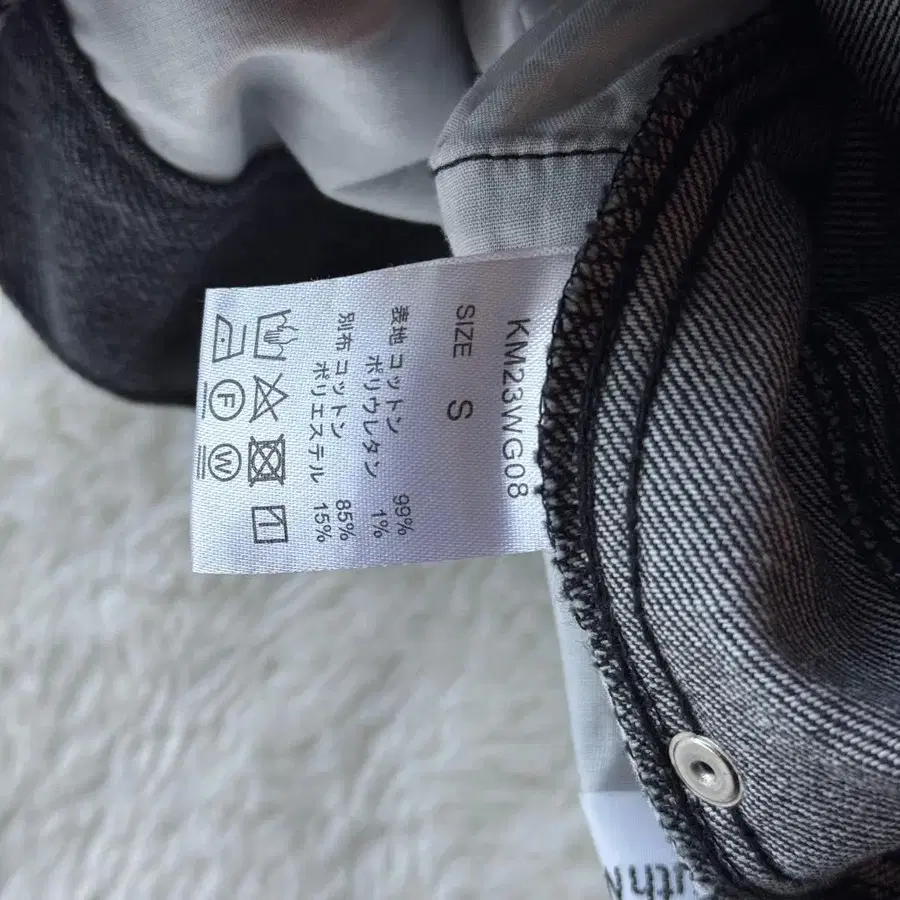 KM23WG08
SIZE S
表地 コットン 99%
ポリウレタン 1%
別布 コットン 85%
ポリエステル 15%
F
W